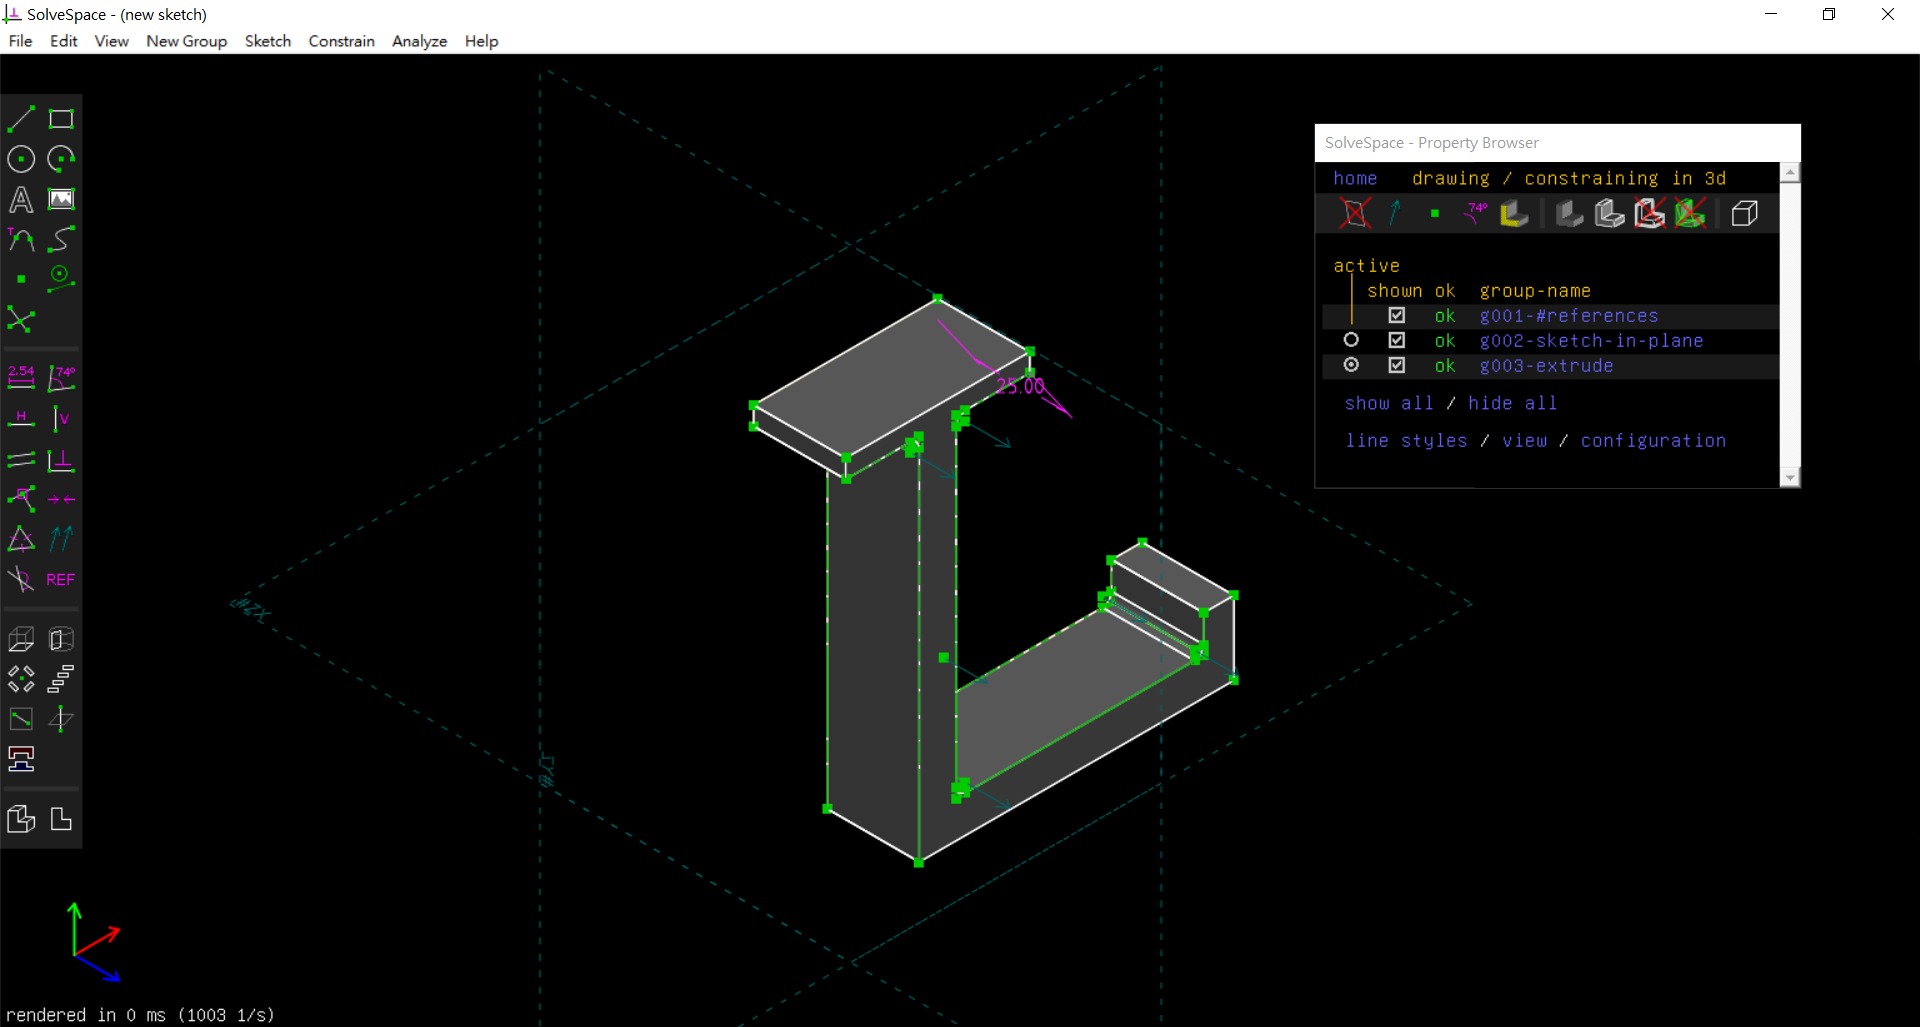 SolveSpace - (new sketch)
File Edit View New Group Sketch Constrain Analyze Help
SolveSpace - Property Browser
home drawing / constraining in 3d
74°
active
shown ok group-name
ok g001-#references
ok g002-sketch-in-plane
ok g003-extrude
show all / hide all
line styles / view / configuration
A
T
2.54 74°
H V
REF
25.00
#ZX
#XY
rendered in 0 ms (1003 1/s)